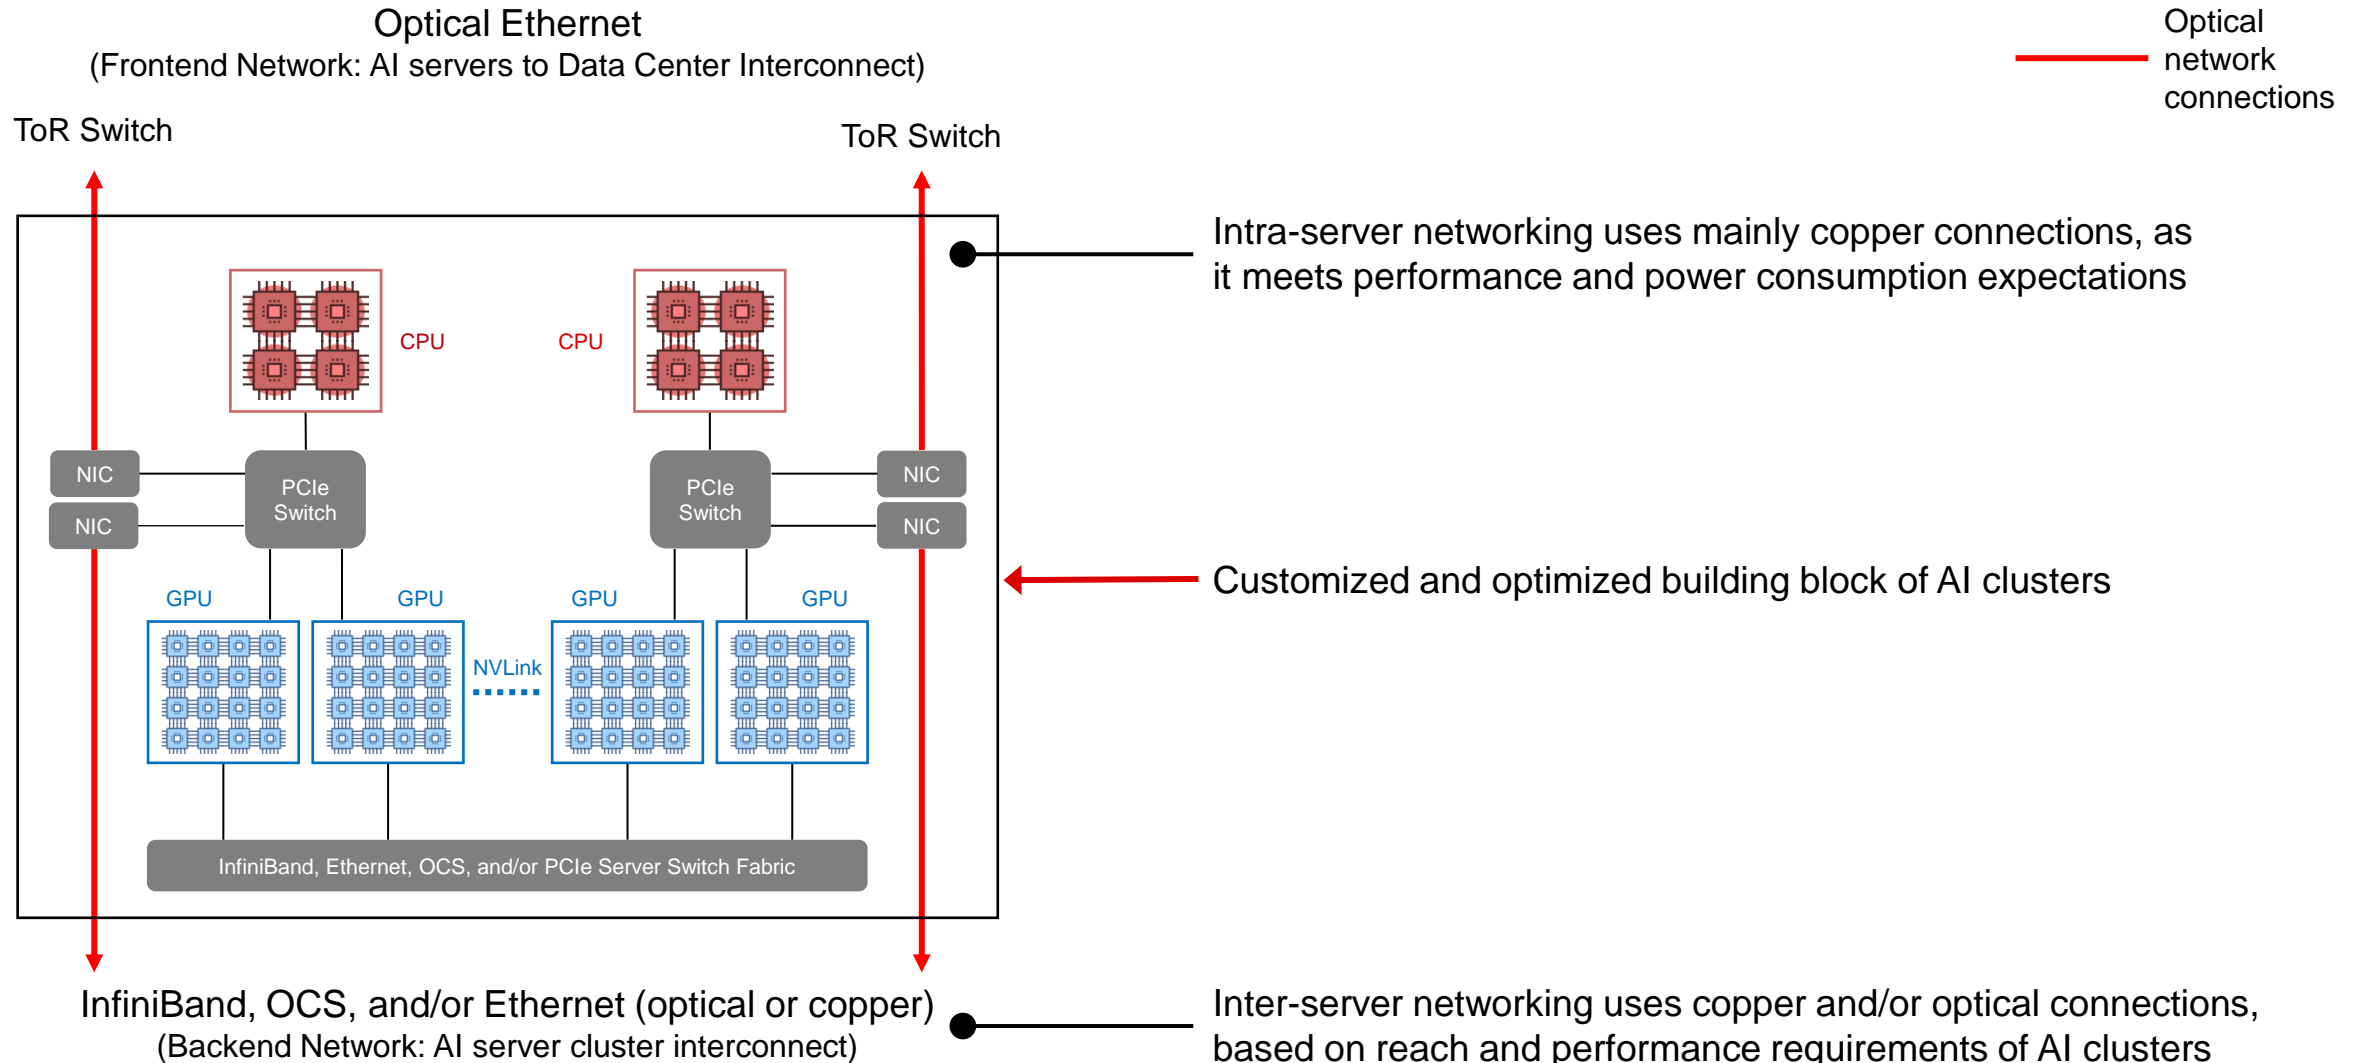 Optical Ethernet
(Frontend Network: AI servers to Data Center Interconnect)
Optical
network
connections
ToR Switch
ToR Switch
Intra-server networking uses mainly copper connections, as
it meets performance and power consumption expectations
CPU
CPU
NIC
NIC
PCIe
Switch
PCIe
Switch
NIC
NIC
Customized and optimized building block of AI clusters
GPU
GPU
GPU
GPU
NVLink
InfiniBand, Ethernet, OCS, and/or PCIe Server Switch Fabric
InfiniBand, OCS, and/or Ethernet (optical or copper)
(Backend Network: AI server cluster interconnect)
Inter-server networking uses copper and/or optical connections,
based on reach and performance requirements of AI clusters